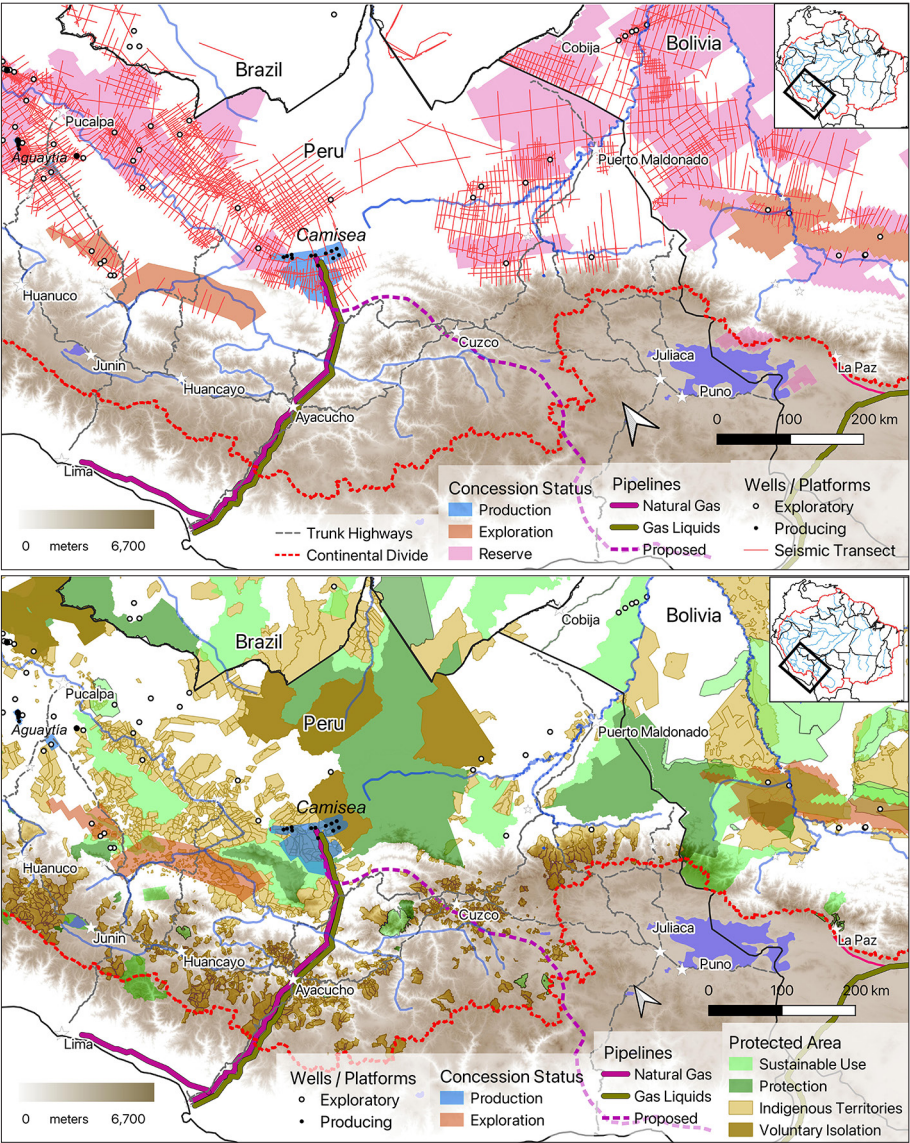 Cobija
Bolivia
Brazil
Pucalpa
Peru
Aguaytia
Puerto Maldonado
Camisea
Huanuco
Cuzco
Junin
Juliaca
La Paz
Huancayo
Puno
Ayacucho
0 100 200 km
Lima
Concession Status
Production
Exploration
Reserve
Pipelines
Natural Gas
Gas Liquids
Proposed
Wells / Platforms
Exploratory
Producing
Seismic Transect
Trunk Highways
Continental Divide
0 meters 6,700
Cobija
Bolivia
Brazil
Pucalpa
Peru
Aguaytia
Puerto Maldonado
Camisea
Huanuco
Cuzco
Junin
Juliaca
La Paz
Huancayo
Puno
Ayacucho
0 100 200 km
Lima
Wells / Platforms
Exploratory
Producing
Concession Status
Production
Exploration
Pipelines
Natural Gas
Gas Liquids
Proposed
Protected Area
Sustainable Use
Protection
Indigenous Territories
Voluntary Isolation
0 meters 6,700